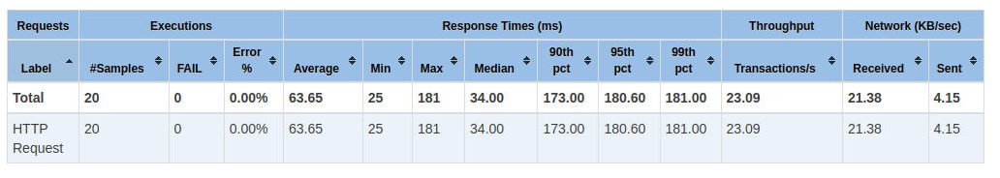 Requests Executions Response Times (ms) Throughput Network (KB/sec)
Label #Samples FAIL Error % Average Min Max Median 90th pct 95th pct 99th pct Transactions/s Received Sent
Total 20 0 0.00% 63.65 25 181 34.00 173.00 180.60 181.00 23.09 21.38 4.15
HTTP Request 20 0 0.00% 63.65 25 181 34.00 173.00 180.60 181.00 23.09 21.38 4.15